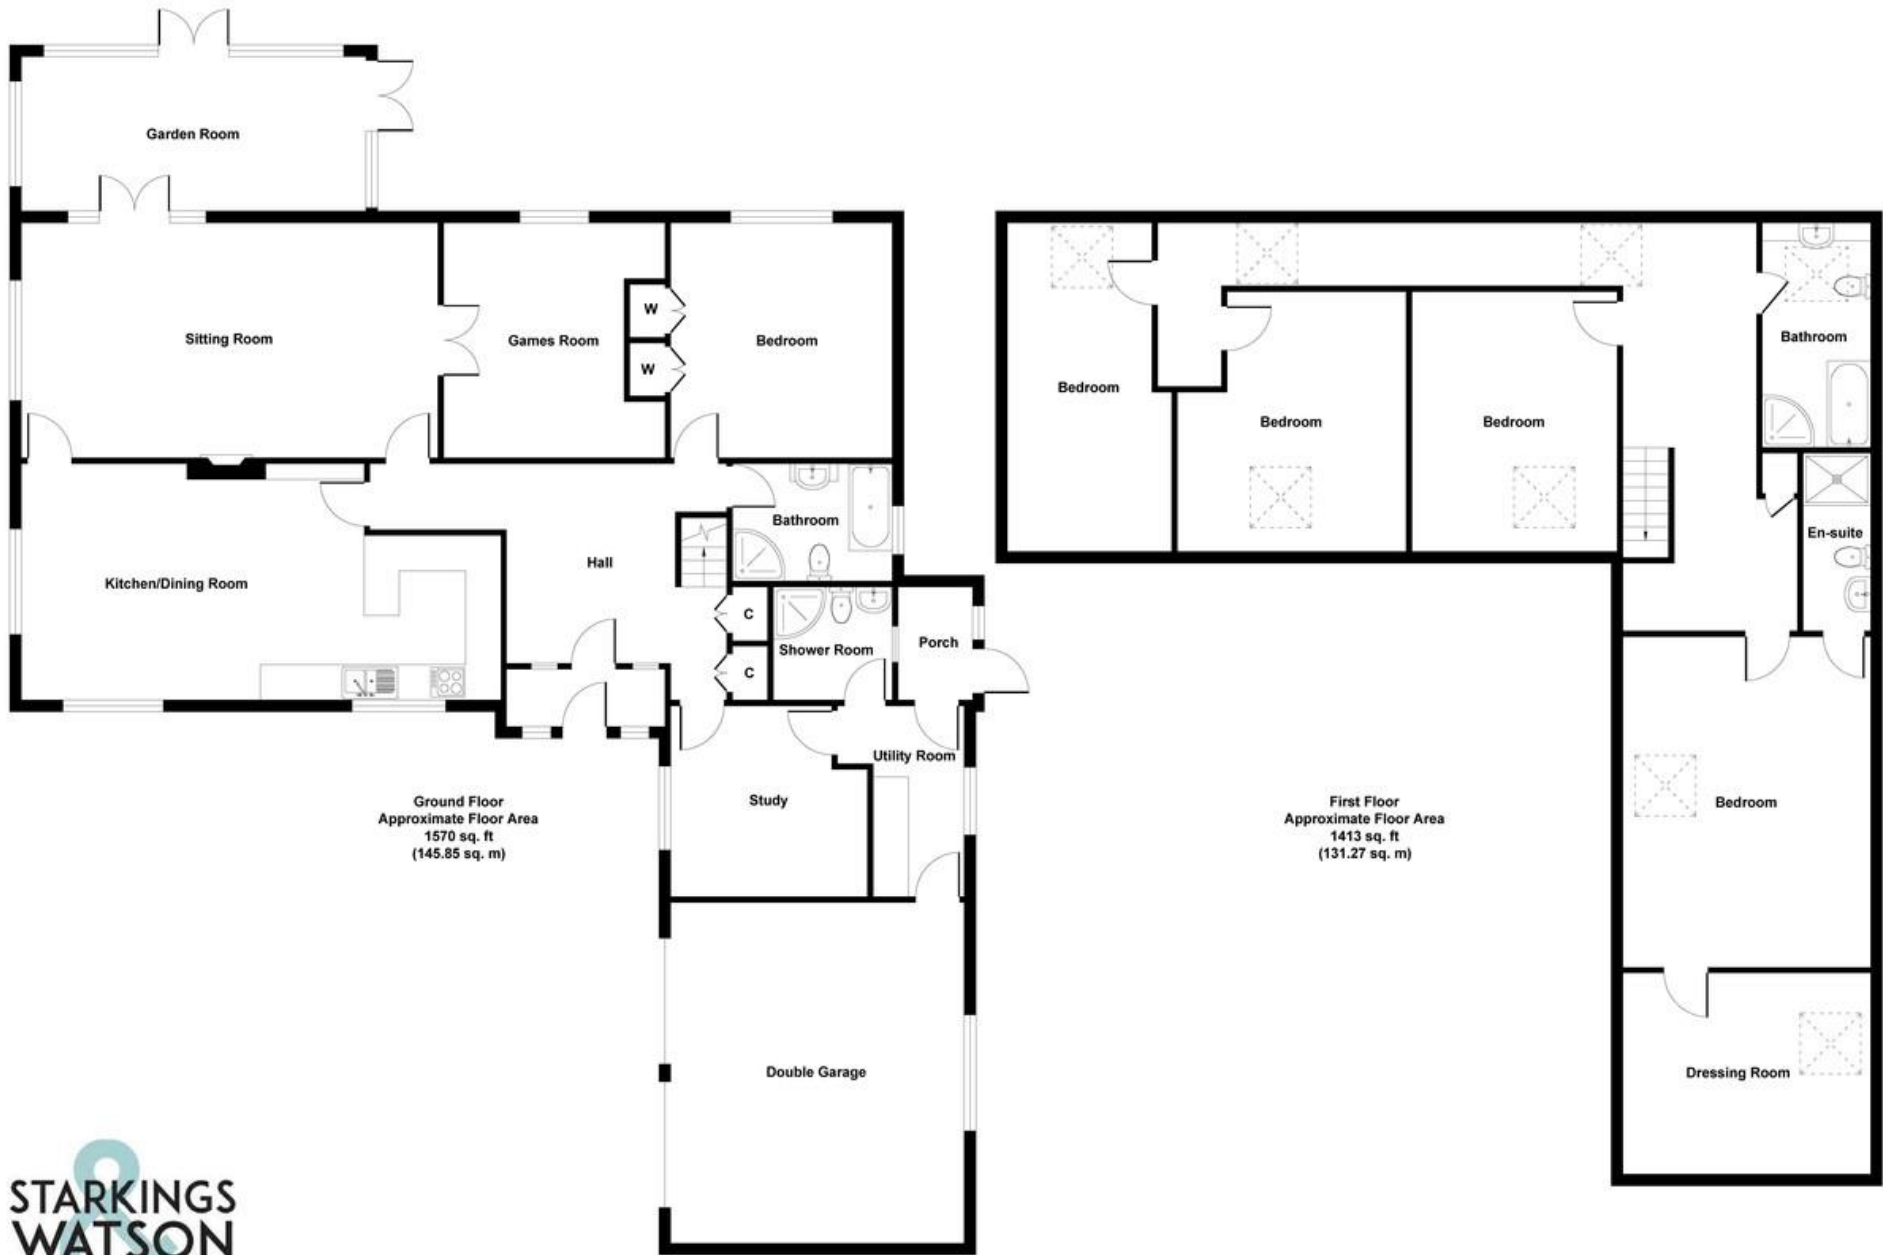 Garden Room
Sitting Room
Games Room
W
W
Bedroom
Kitchen/Dining Room
Hall
Bathroom
C
C
Shower Room
Porch
Utility Room
Study
Double Garage
Ground Floor
Approximate Floor Area
1570 sq. ft
(145.85 sq. m)
Bedroom
Bedroom
Bedroom
Bathroom
En-suite
Bedroom
Dressing Room
First Floor
Approximate Floor Area
1413 sq. ft
(131.27 sq. m)
STARKINGS
&
WATSON